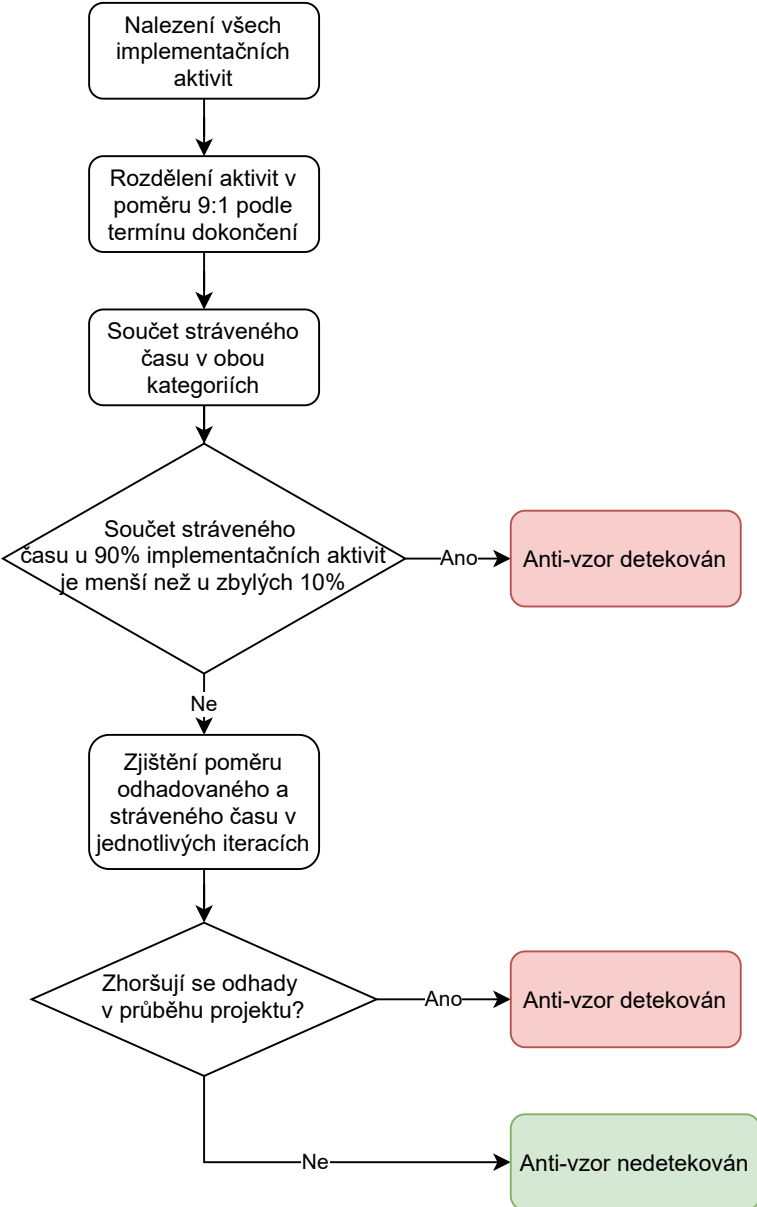 Nalezení všech
implementačních
aktivit
Rozdělení aktivit v
poměru 9:1 podle
termínu dokončení
Součet stráveného
času v obou
kategoriích
Součet stráveného
času u 90% implementačních aktivit
je menší než u zbylých 10%
Ano
Anti-vzor detekován
Ne
Zjištění poměru
odhadovaného a
stráveného času v
jednotlivých iteracích
Zhoršují se odhady
v průběhu projektu?
Ano
Anti-vzor detekován
Ne
Anti-vzor nedetekován